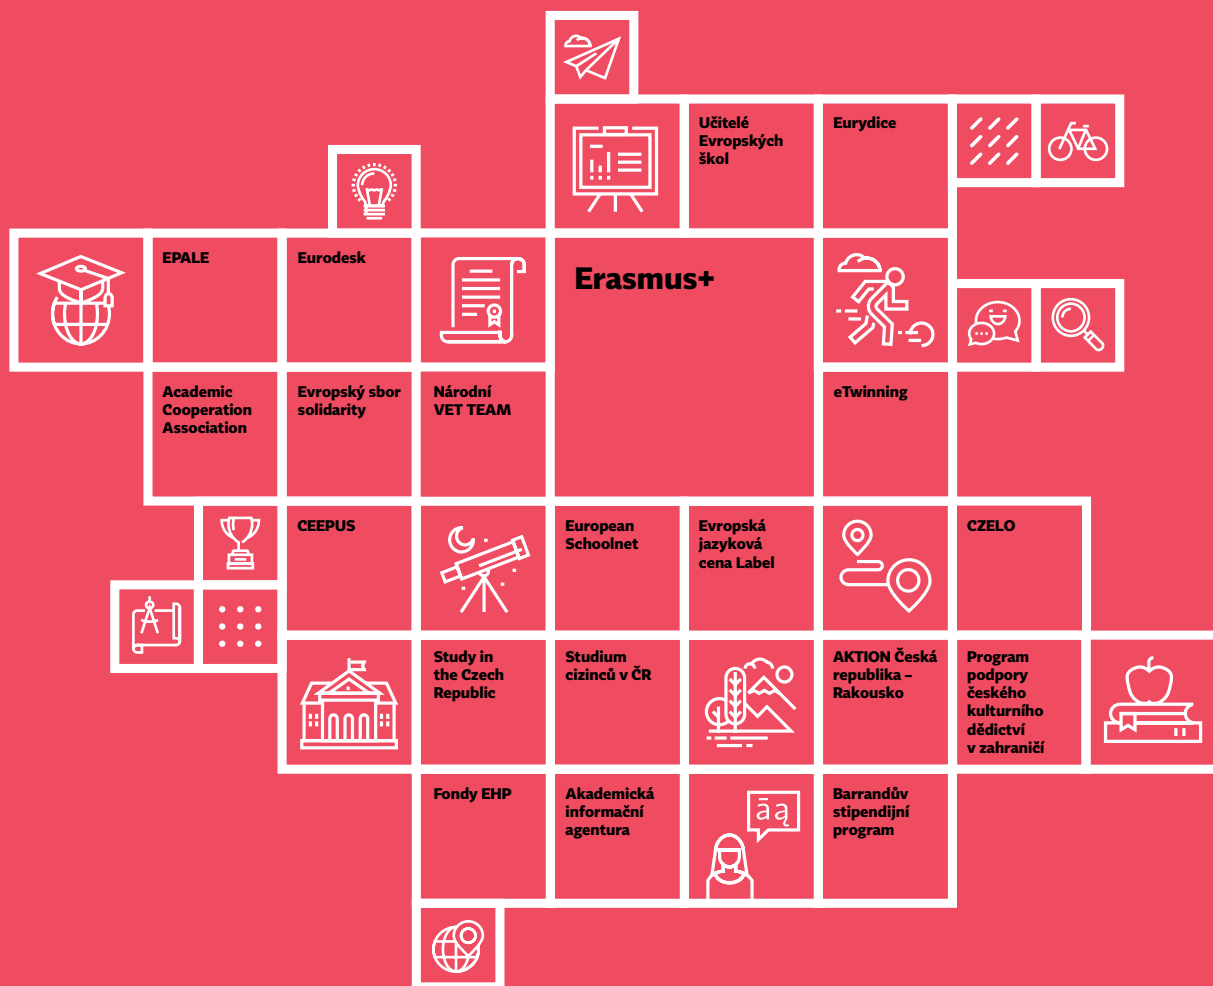 Učitelé
Evropských
škol
Eurydice
EPALE
Eurodesk
Erasmus+
Academic
Cooperation
Association
Evropský sbor
solidarity
Národní
VET TEAM
eTwinning
CEEPUS
European
Schoolnet
Evropská
jazyková
cena Label
CZELO
Study in
the Czech
Republic
Studium
cizinců v ČR
AKTION Česká
republika –
Rakousko
Program
podpory
českého
kulturního
dědictví
v zahraničí
Fondy EHP
Akademická
informační
agentura
āą
Barrandův
stipendijní
program